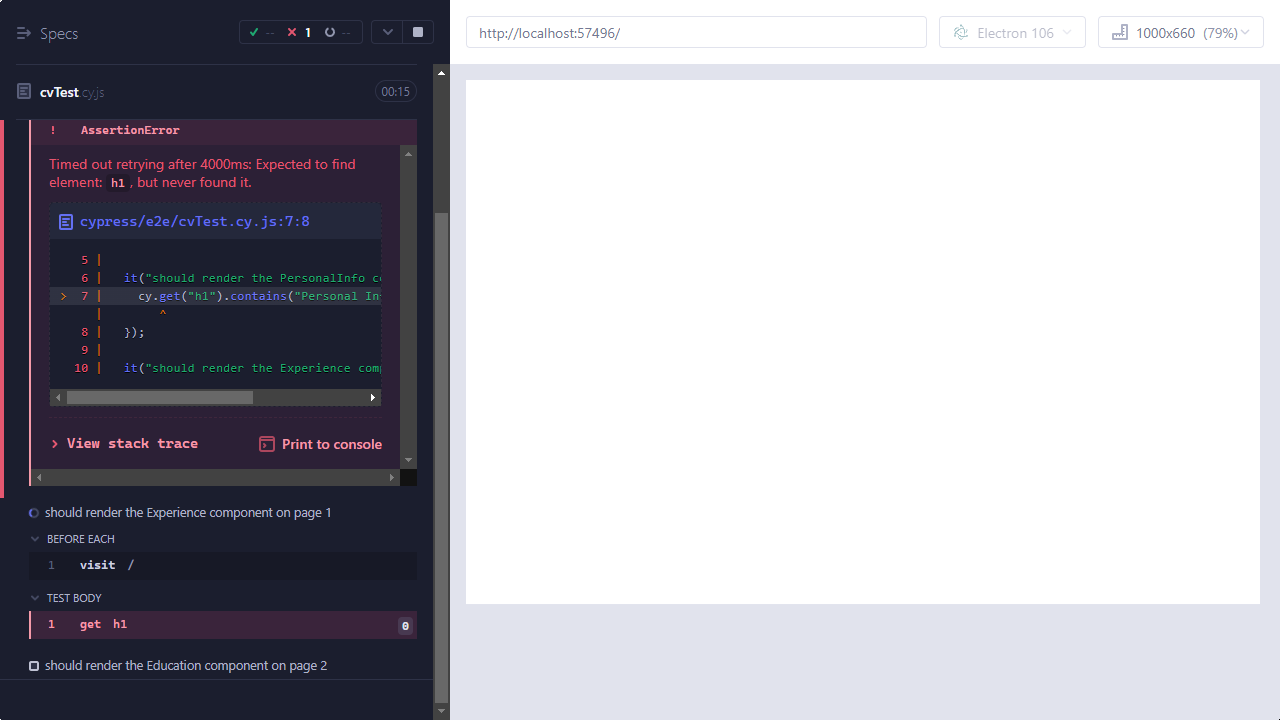 Specs
-- 1 --
http://localhost:57496/
Electron 106
1000x660 (79%)
cvTest cy.js
00:15
! AssertionError
Timed out retrying after 4000ms: Expected to find
element: h1, but never found it.
cypress/e2e/cvTest.cy.js:7:8
5 |
6 | it("should render the PersonalInfo co
> 7 | cy.get("h1").contains("Personal In
| ^
8 | });
9 |
10 | it("should render the Experience comp
> View stack trace
Print to console
should render the Experience component on page 1
BEFORE EACH
1 visit /
TEST BODY
1 get h1 0
should render the Education component on page 2